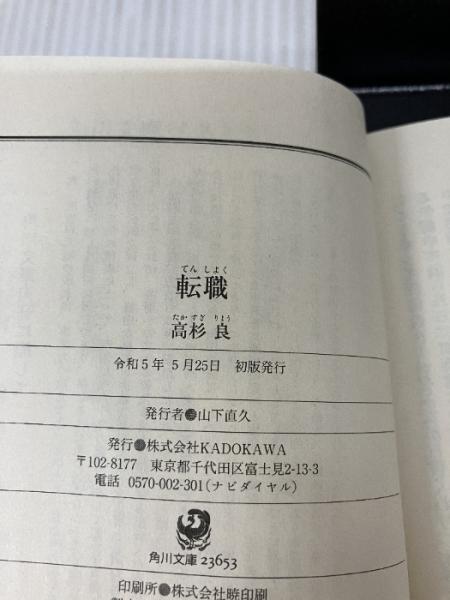 てんしょく
転職
たかすぎ りょう
高杉 良
令和5年 5月25日 初版発行
発行者●山下直久
発行●株式会社KADOKAWA
〒102-8177 東京都千代田区富士見2-13-3
電話 0570-002-301(ナビダイヤル)
角川文庫 23653
印刷所●株式会社暁印刷